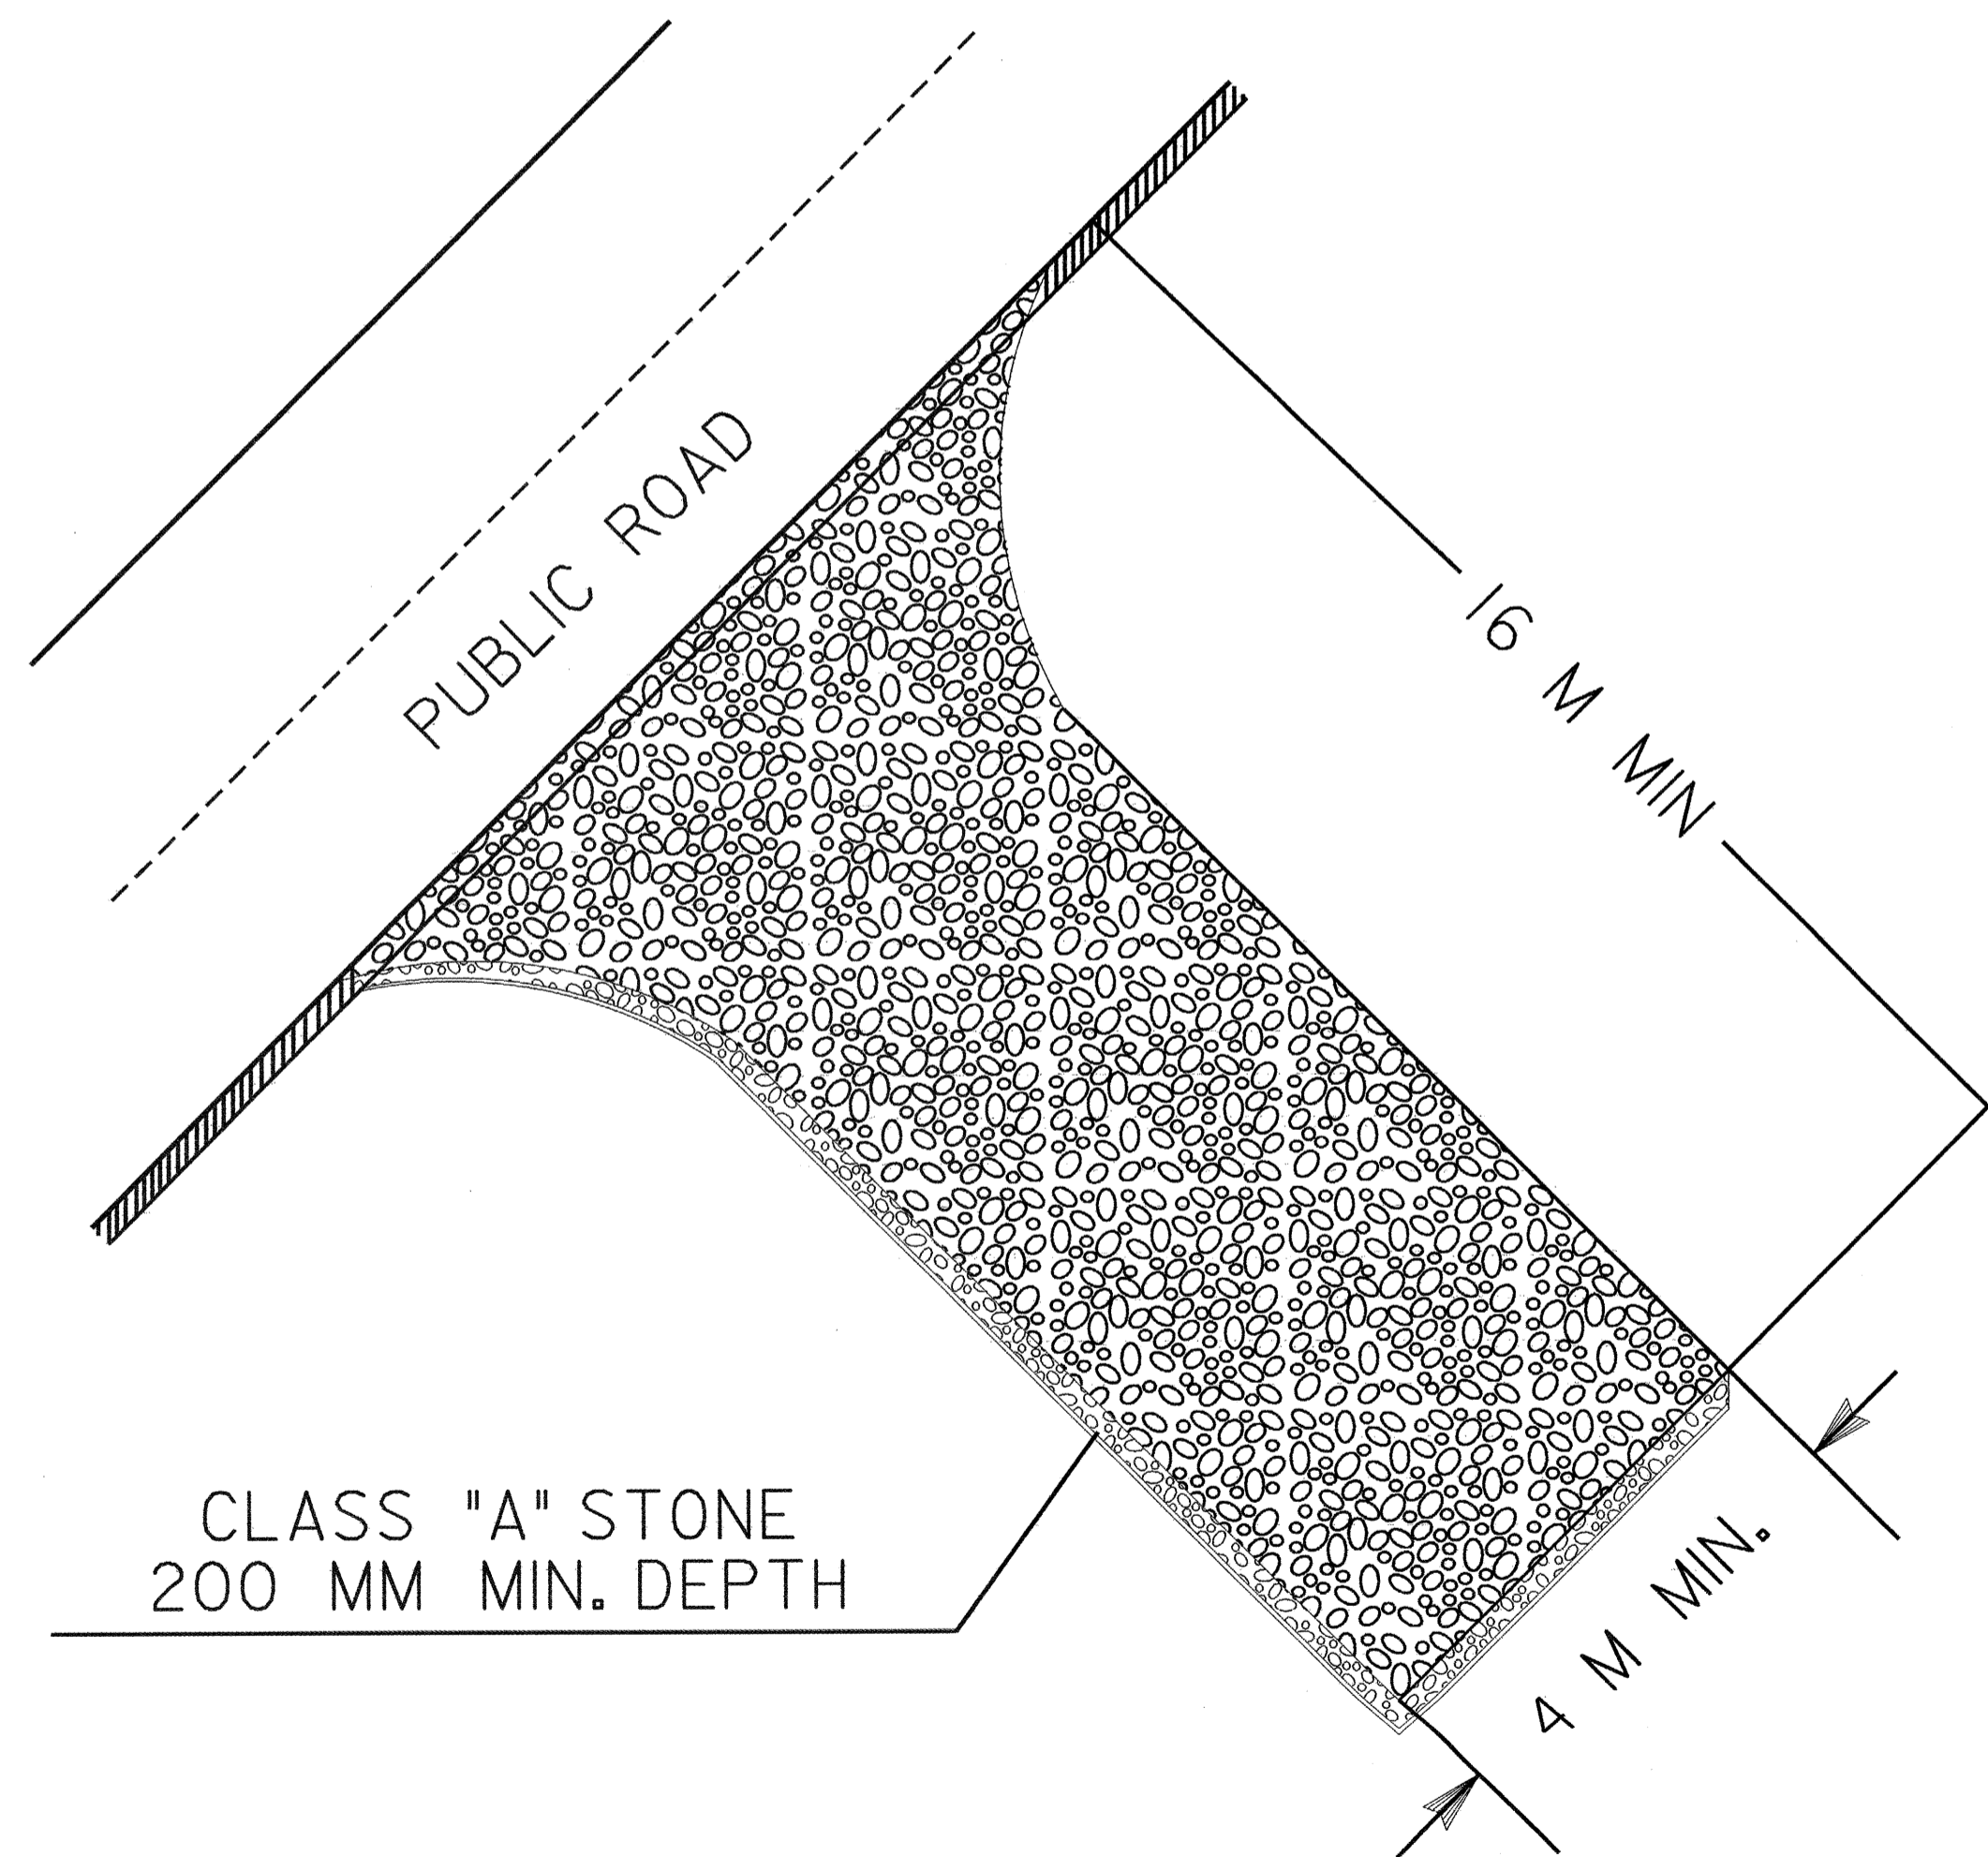 PUBLIC ROAD
16 M MIN
CLASS "A" STONE
200 MM MIN. DEPTH
4 M MIN.